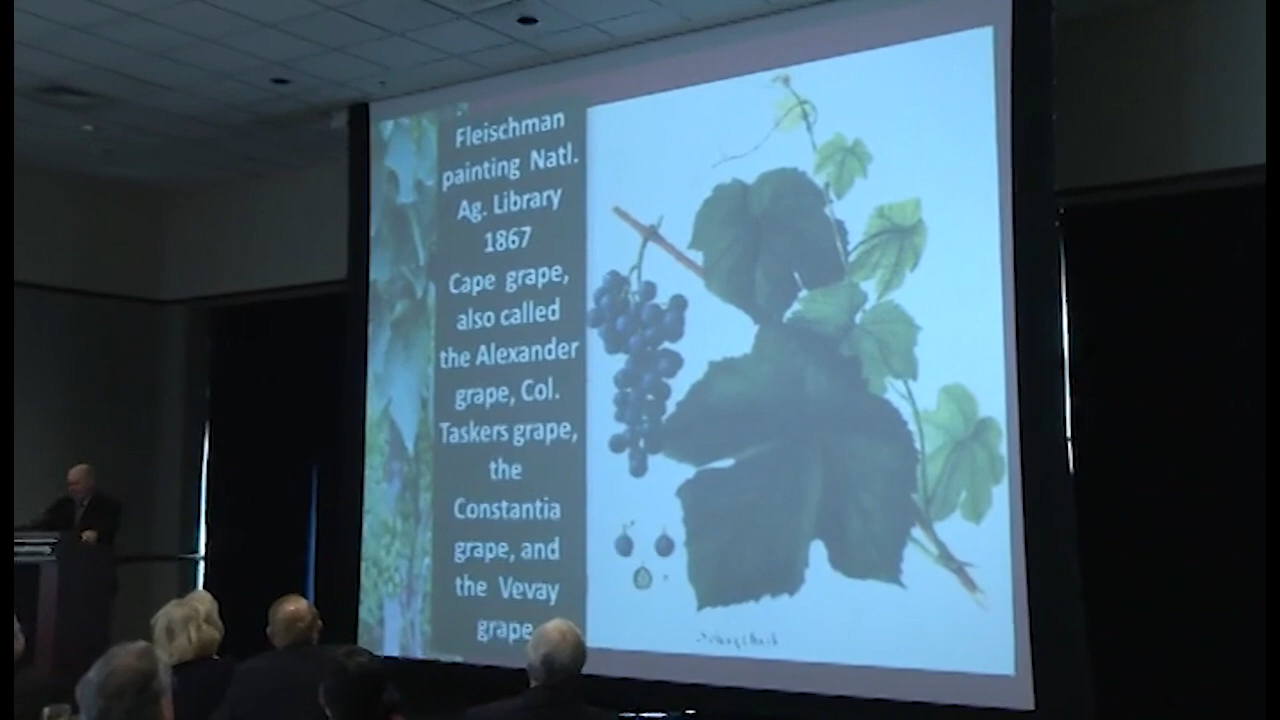 Fleischman
painting Natl.
Ag. Library
1867
Cape grape,
also called
the Alexander
grape, Col.
Taskers grape,
the
Constantia
grape, and
the Vevay
grape